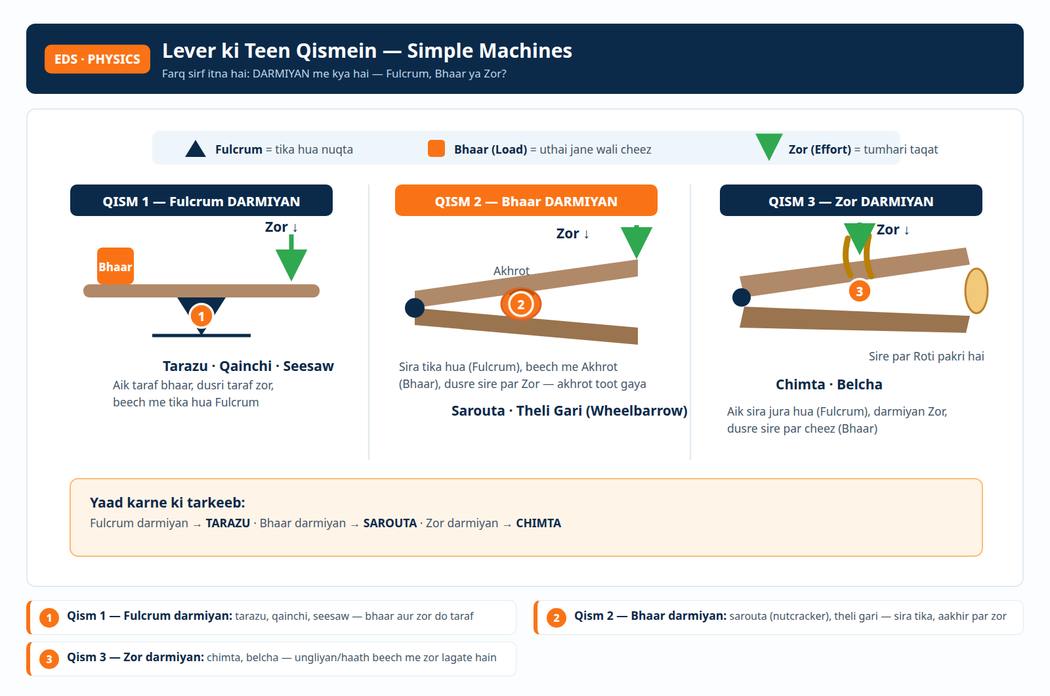 EDS · PHYSICS
Lever ki Teen Qismein — Simple Machines
Farq sirf itna hai: DARMIYAN me kya hai — Fulcrum, Bhaar ya Zor?
Fulcrum = tika hua nuqta
Bhaar (Load) = uthai jane wali cheez
Zor (Effort) = tumhari taqat
QISM 1 — Fulcrum DARMIYAN
Zor ↓
Bhaar
1
Tarazu · Qainchi · Seesaw
Aik taraf bhaar, dusri taraf zor,
beech me tika hua Fulcrum
QISM 2 — Bhaar DARMIYAN
Zor ↓
Akhrot
2
Sira tika hua (Fulcrum), beech me Akhrot
(Bhaar), dusre sire par Zor — akhrot toot gaya
Sarouta · Theli Gari (Wheelbarrow)
QISM 3 — Zor DARMIYAN
Zor ↓
3
Sire par Roti pakri hai
Chimta · Belcha
Aik sira jura hua (Fulcrum), darmiyan Zor,
dusre sire par cheez (Bhaar)
Yaad karne ki tarkeeb:
Fulcrum darmiyan → TARAZU · Bhaar darmiyan → SAROUTA · Zor darmiyan → CHIMTA
1 Qism 1 — Fulcrum darmiyan: tarazu, qainchi, seesaw — bhaar aur zor do taraf
2 Qism 2 — Bhaar darmiyan: sarouta (nutcracker), theli gari — sira tika, aakhir par zor
3 Qism 3 — Zor darmiyan: chimta, belcha — ungliyan/haath beech me zor lagate hain